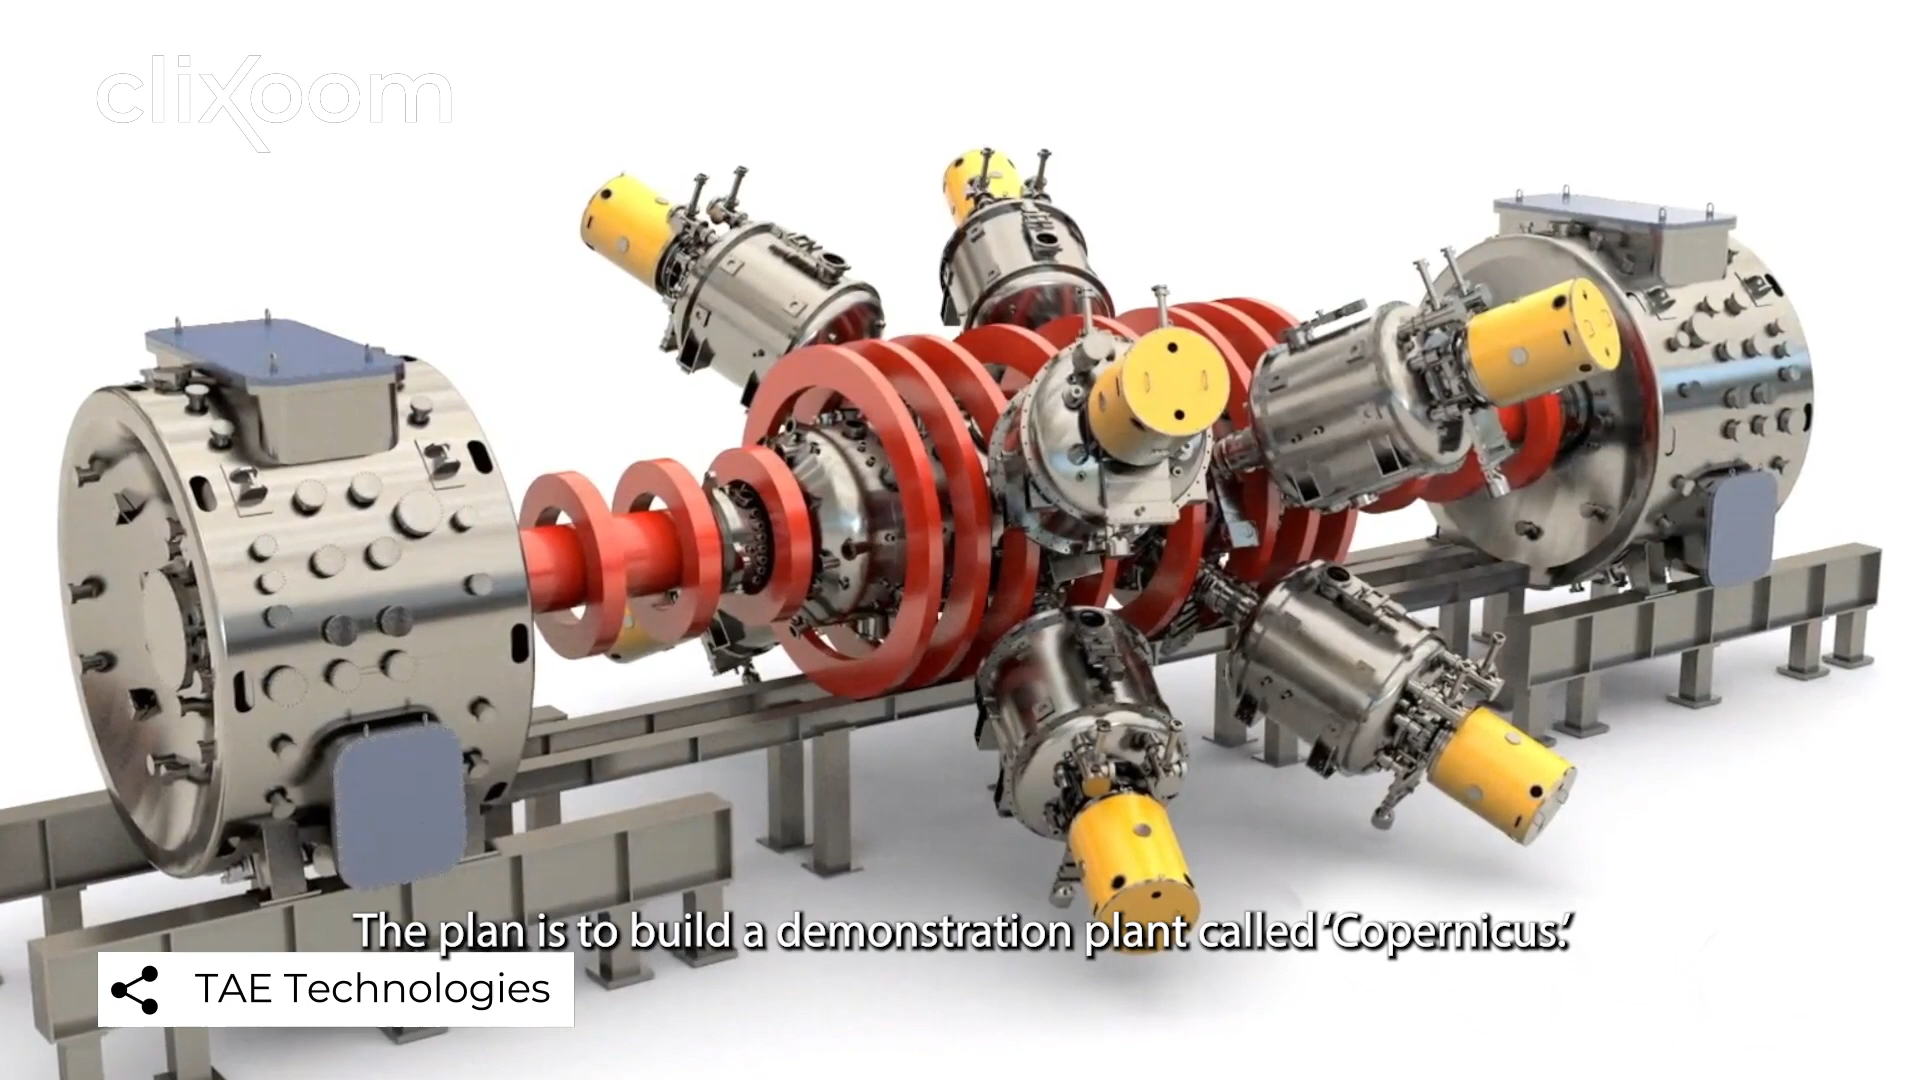 clixoom
The plan is to build a demonstration plant called ‘Copernicus.’
TAE Technologies